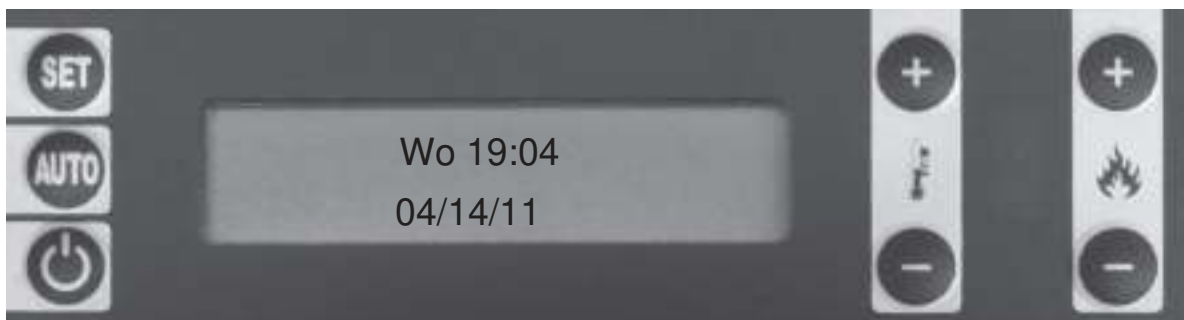 SET
AUTO
Wo 19:04
04/14/11
+
+
-
-